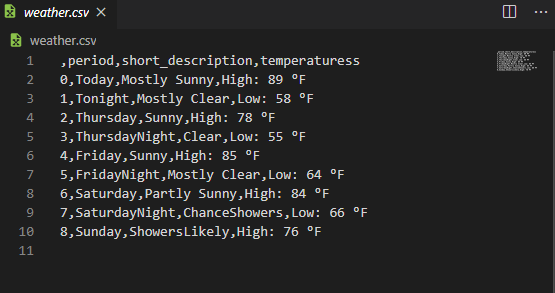 weather.csv
weather.csv
1 ,period,short_description,temperaturess
2 0,Today,Mostly Sunny,High: 89 °F
3 1,Tonight,Mostly Clear,Low: 58 °F
4 2,Thursday,Sunny,High: 78 °F
5 3,ThursdayNight,Clear,Low: 55 °F
6 4,Friday,Sunny,High: 85 °F
7 5,FridayNight,Mostly Clear,Low: 64 °F
8 6,Saturday,Partly Sunny,High: 84 °F
9 7,SaturdayNight,ChanceShowers,Low: 66 °F
10 8,Sunday,ShowersLikely,High: 76 °F
11